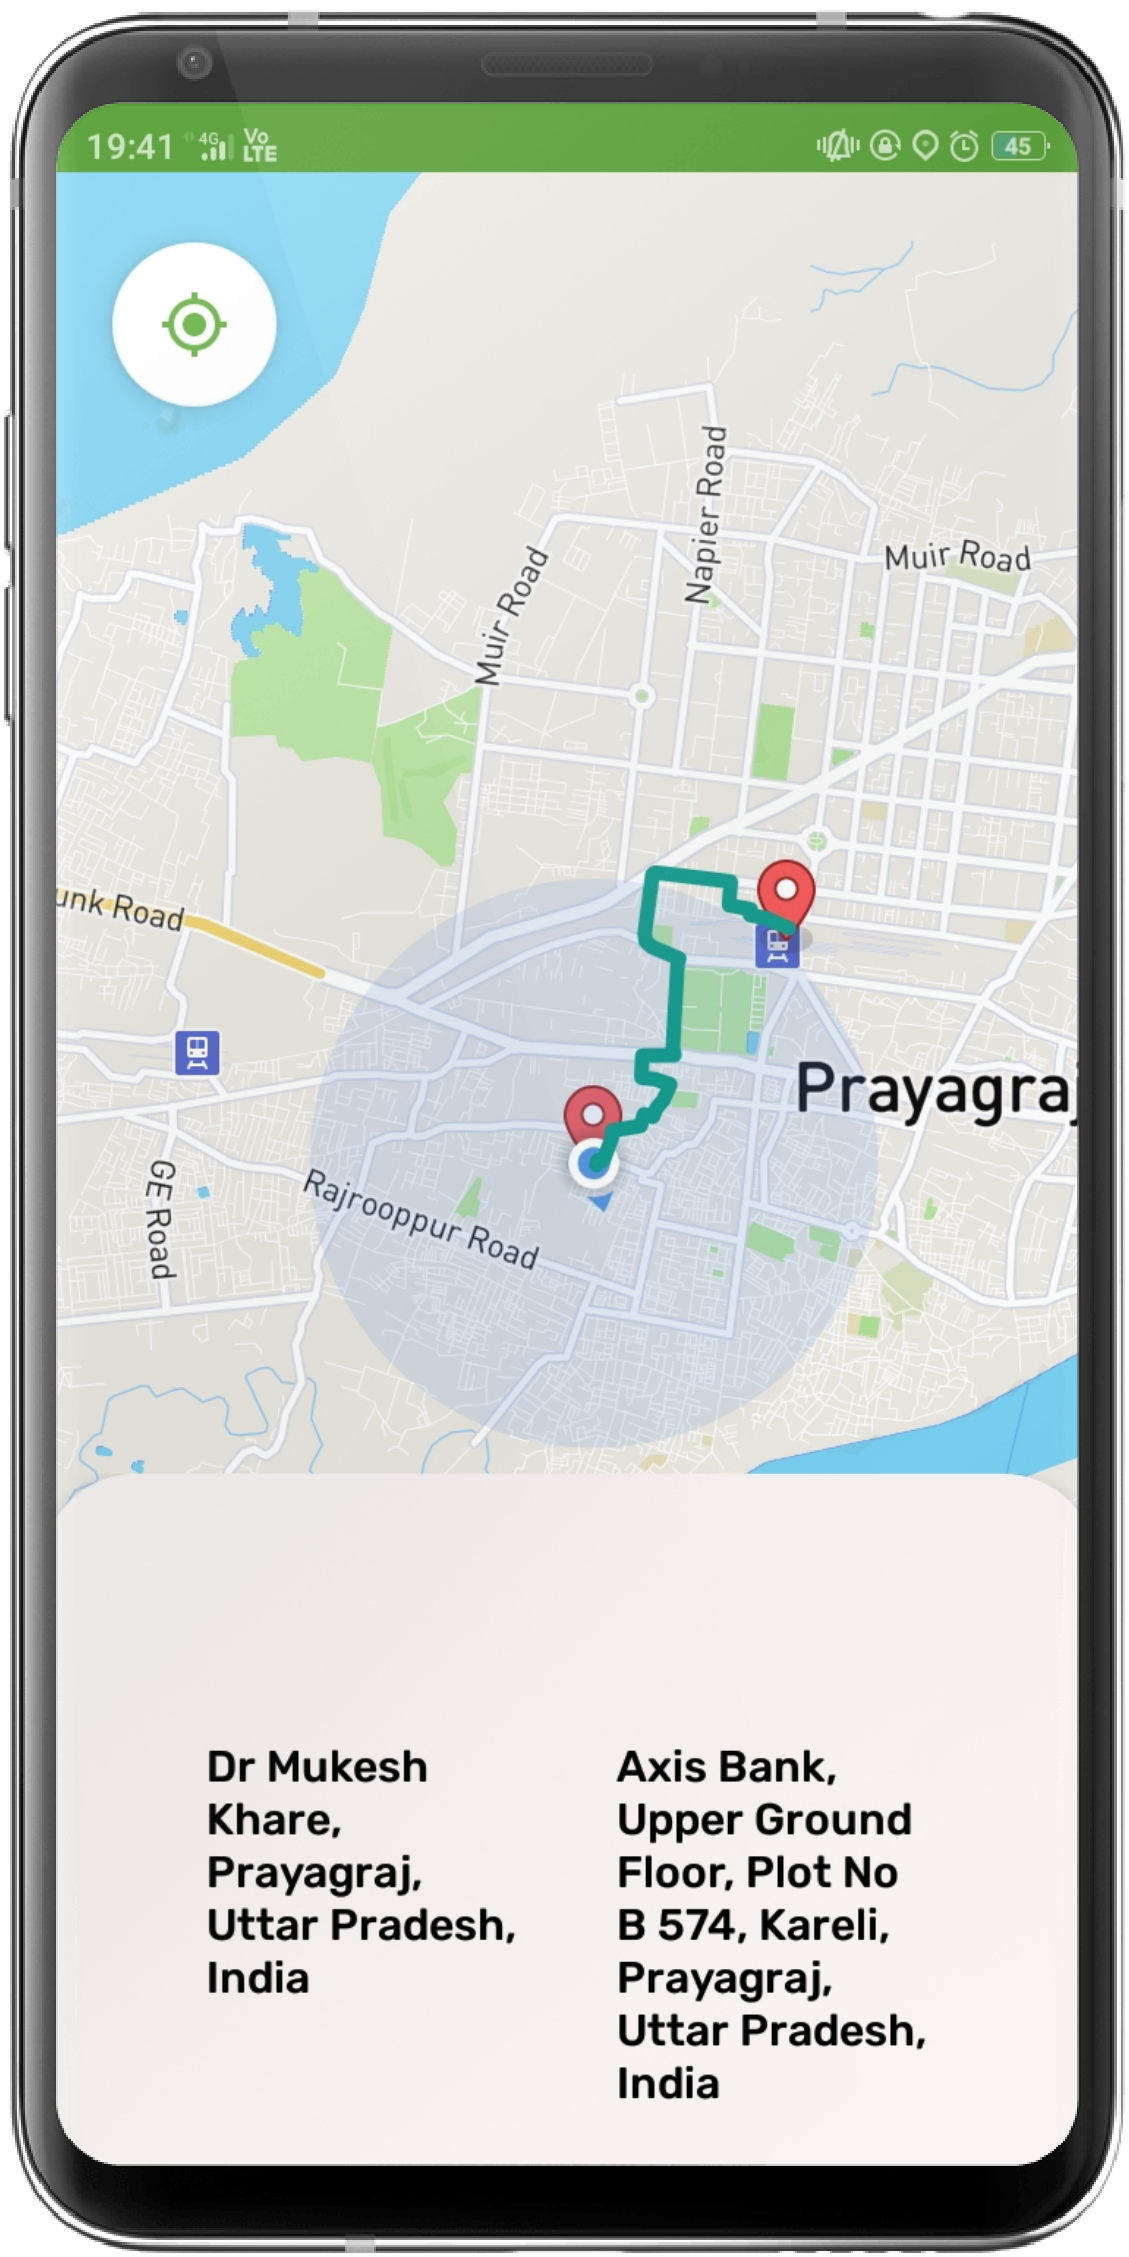 19:41 4G Vo LTE 45
Napier Road
Muir Road
Muir Road
unk Road
Prayagraj
GE Road
Rajrooppur Road
Dr Mukesh
Khare,
Prayagraj,
Uttar Pradesh,
India
Axis Bank,
Upper Ground
Floor, Plot No
B 574, Kareli,
Prayagraj,
Uttar Pradesh,
India